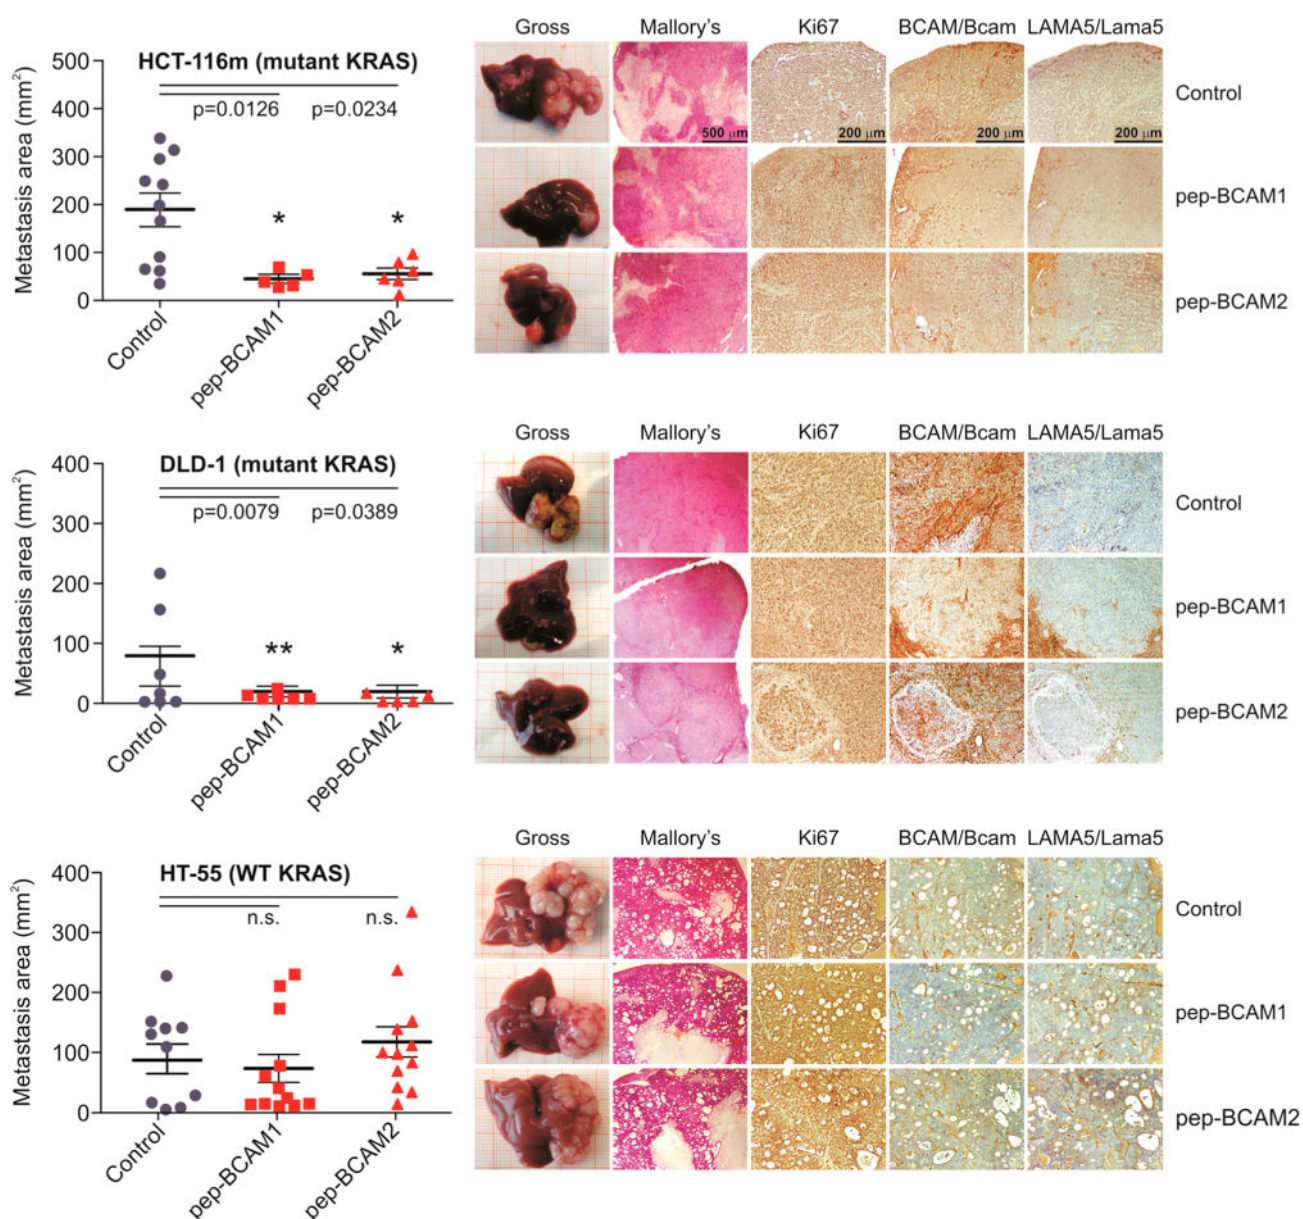 Gross Mallory's Ki67 BCAM/Bcam LAMA5/Lama5
HCT-116m (mutant KRAS)
p=0.0126 p=0.0234
Metastasis area (mm²)
500
400
300
200
100
0
* *
Control pep-BCAM1 pep-BCAM2
500 µm 200 µm 200 µm 200 µm
Control
pep-BCAM1
pep-BCAM2
Gross Mallory's Ki67 BCAM/Bcam LAMA5/Lama5
DLD-1 (mutant KRAS)
p=0.0079 p=0.0389
Metastasis area (mm²)
400
300
200
100
0
** *
Control pep-BCAM1 pep-BCAM2
Control
pep-BCAM1
pep-BCAM2
Gross Mallory's Ki67 BCAM/Bcam LAMA5/Lama5
HT-55 (WT KRAS)
n.s. n.s.
Metastasis area (mm²)
400
300
200
100
0
Control pep-BCAM1 pep-BCAM2
Control
pep-BCAM1
pep-BCAM2